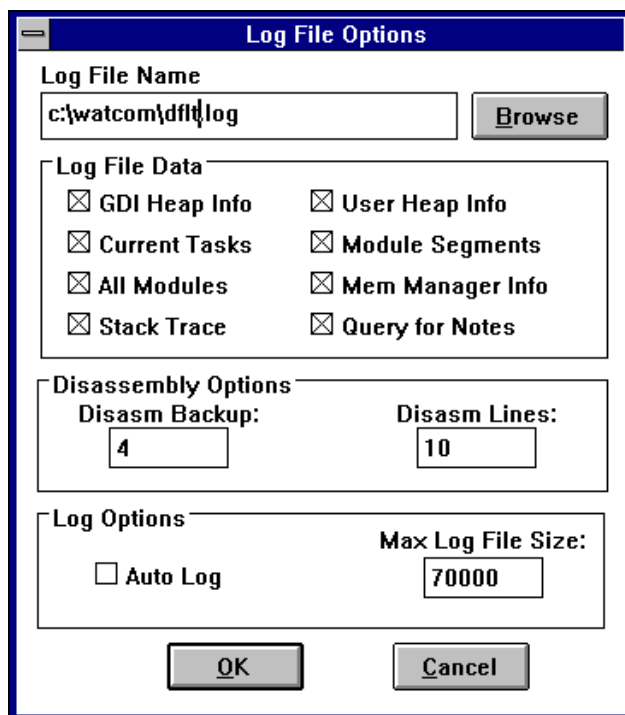 Log File Options
Log File Name
c:\watcom\dflt.log
Browse
Log File Data
GDI Heap Info User Heap Info
Current Tasks Module Segments
All Modules Mem Manager Info
Stack Trace Query for Notes
Disassembly Options
Disasm Backup: Disasm Lines:
4 10
Log Options
Max Log File Size:
Auto Log 70000
OK Cancel